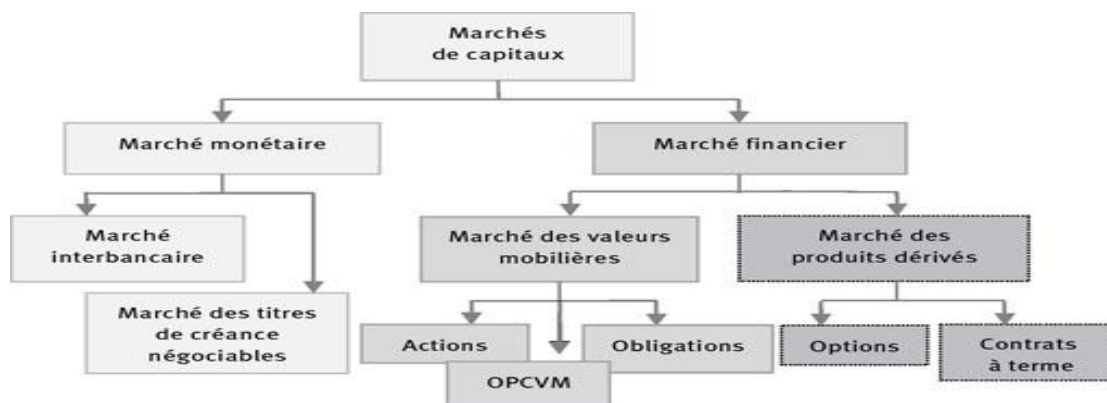 Marchés
de capitaux
Marché monétaire
Marché financier
Marché
interbancaire
Marché des valeurs
mobilières
Marché des
produits dérivés
Marché des titres
de créance
négociables
Actions
Obligations
Options
Contrats
à terme
OPCVM